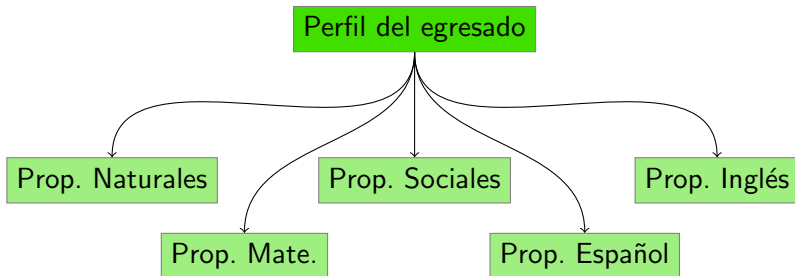 Perfil del egresado
Prop. Naturales
Prop. Sociales
Prop. Inglés
Prop. Mate.
Prop. Español